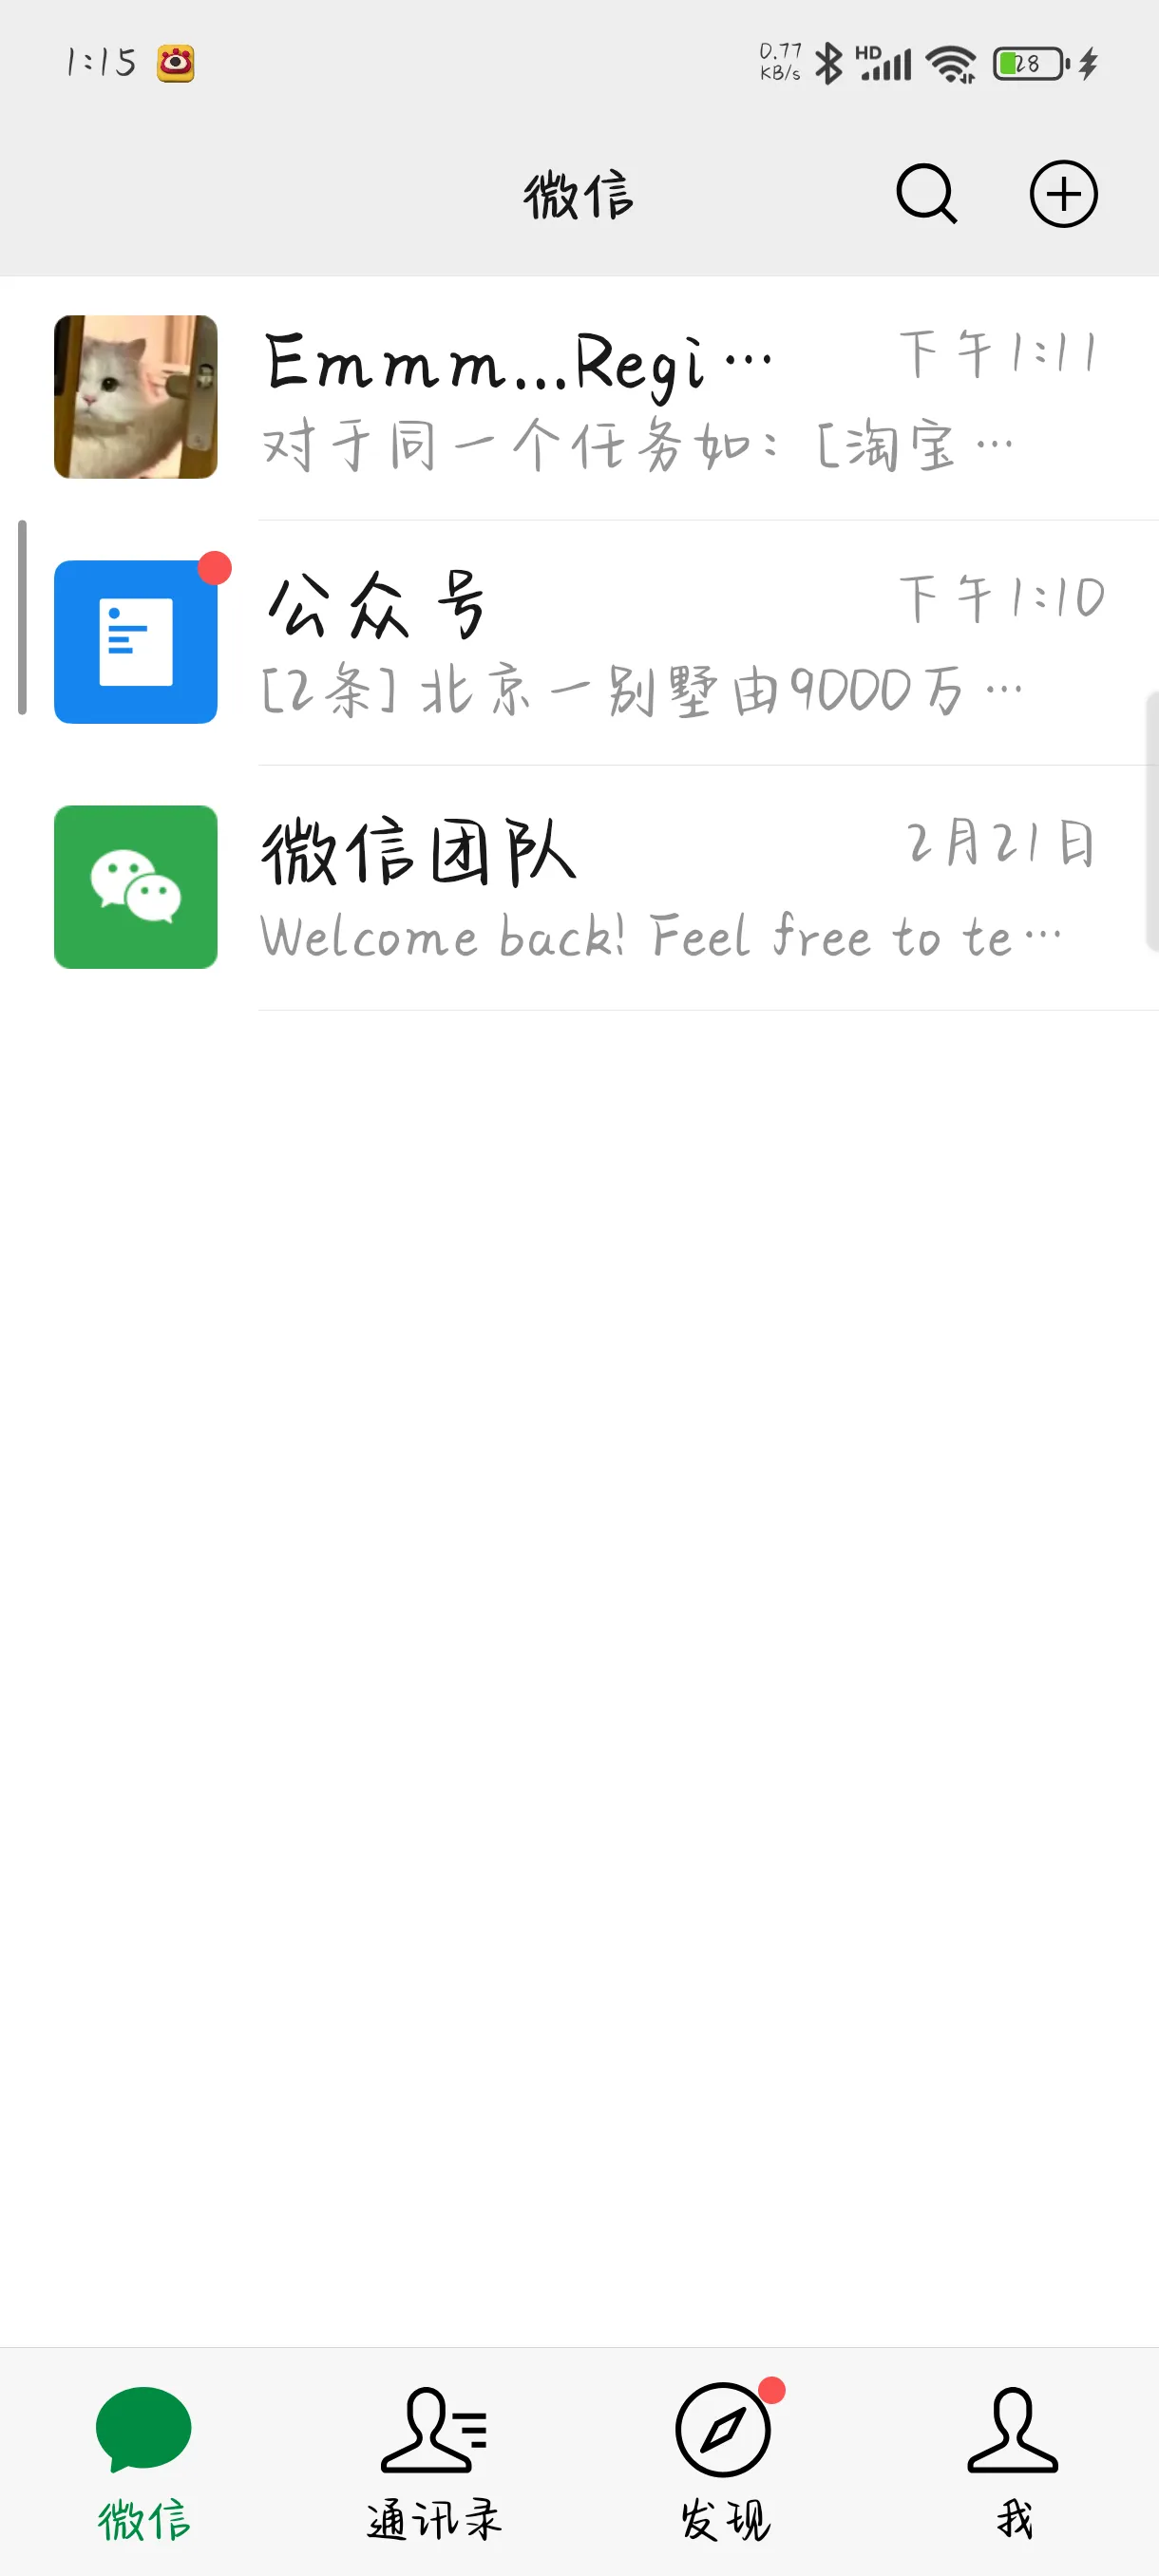 1:15
0.77
KB/s
HD
28
微信
Emmm...Regi…
下午1:11
对于同一个任务如：[淘宝…
公众号
下午1:10
[2条] 北京一别墅由9000万…
微信团队
2月21日
Welcome back! Feel free to te…
微信
通讯录
发现
我